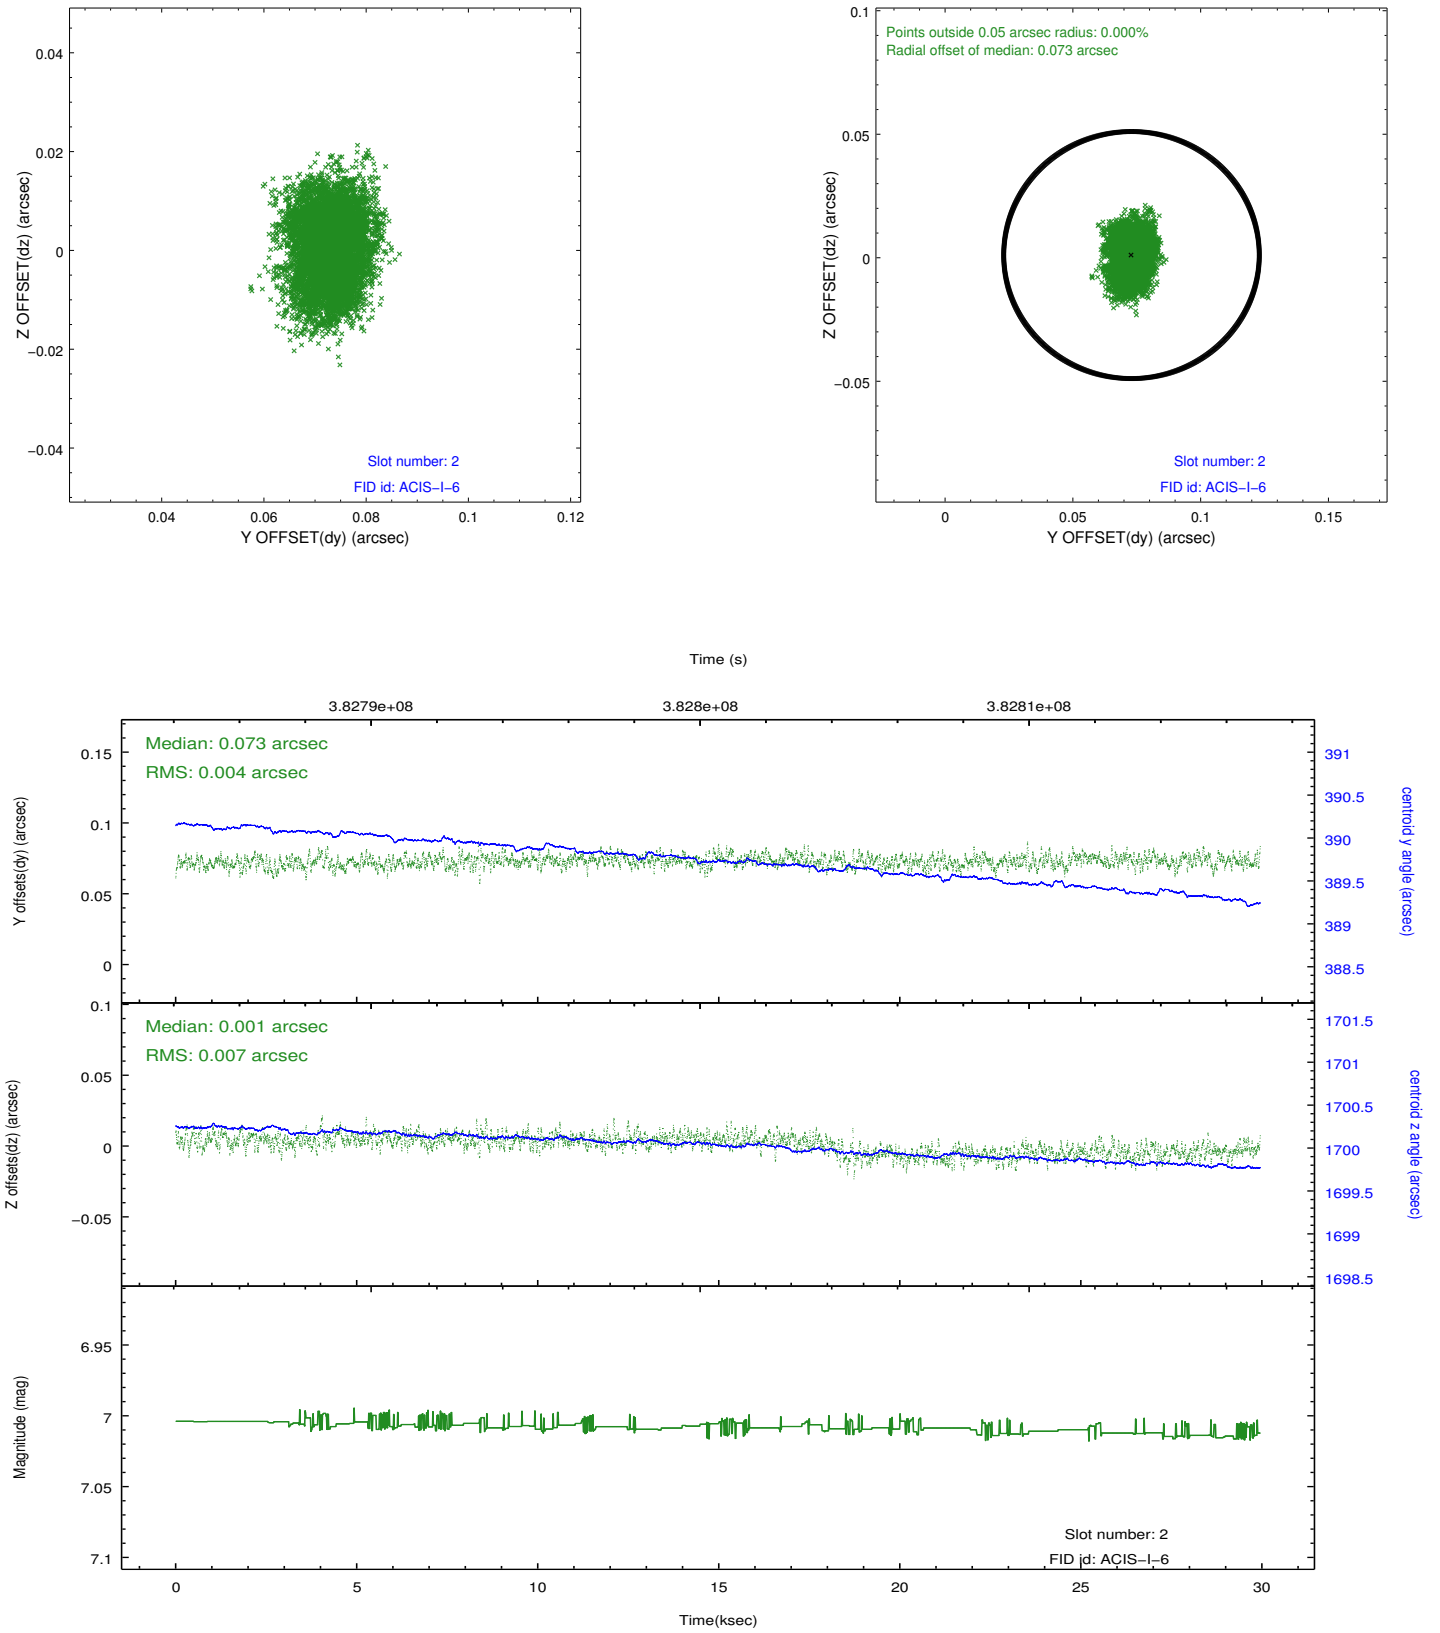 0.04
0.02
0
−0.02
−0.04
Z OFFSET(dz) (arcsec)
Slot number: 2
FID id: ACIS−I−6
0.04 0.06 0.08 0.1 0.12
Y OFFSET(dy) (arcsec)
Points outside 0.05 arcsec radius: 0.000%
Radial offset of median: 0.073 arcsec
0.1
0.05
0
−0.05
Z OFFSET(dz) (arcsec)
Slot number: 2
FID id: ACIS−I−6
0 0.05 0.1 0.15
Y OFFSET(dy) (arcsec)
Time (s)
3.8279e+08 3.828e+08 3.8281e+08
Median: 0.073 arcsec
RMS: 0.004 arcsec
0.15
0.1
0.05
0
Y offsets(dy) (arcsec)
391
390.5
390
389.5
389
388.5
centroid y angle (arcsec)
Median: 0.001 arcsec
RMS: 0.007 arcsec
0.1
0.05
0
−0.05
Z offsets(dz) (arcsec)
1701.5
1701
1700.5
1700
1699.5
1699
1698.5
centroid z angle (arcsec)
6.95
7
7.05
7.1
Magnitude (mag)
Slot number: 2
FID id: ACIS−I−6
0 5 10 15 20 25 30
Time(ksec)